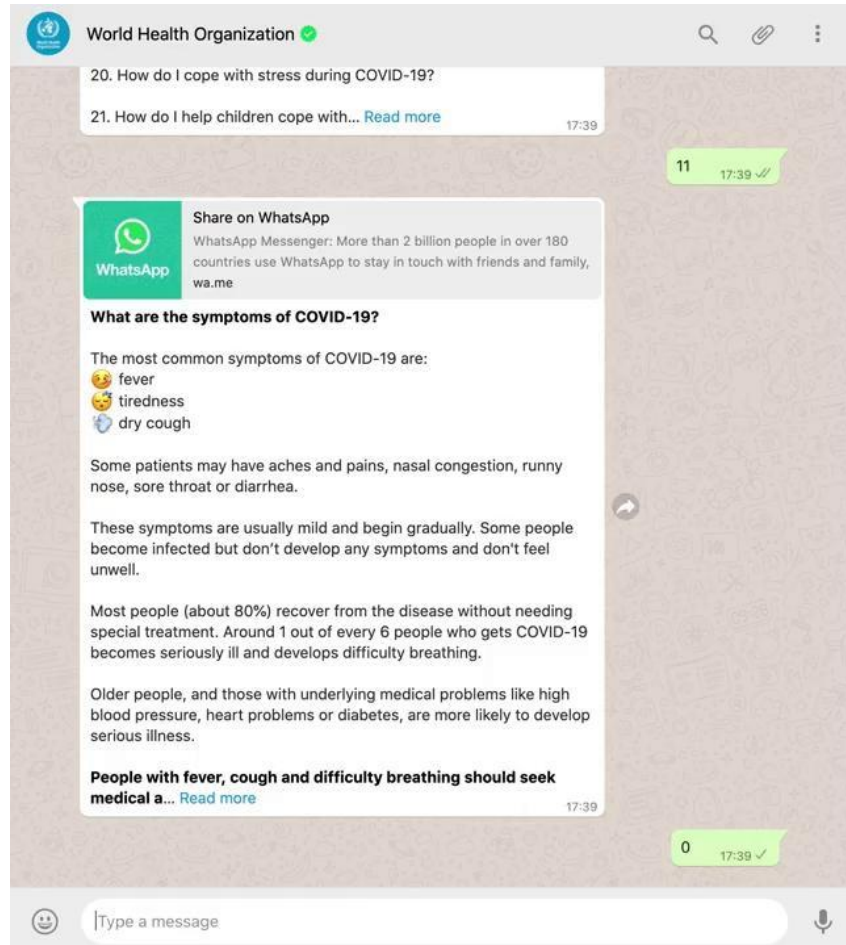 World Health Organization
20. How do I cope with stress during COVID-19?
21. How do I help children cope with... Read more
17:39
11
17:39
Share on WhatsApp
WhatsApp Messenger: More than 2 billion people in over 180
countries use WhatsApp to stay in touch with friends and family,
wa.me
WhatsApp
What are the symptoms of COVID-19?
The most common symptoms of COVID-19 are:
fever
tiredness
dry cough
Some patients may have aches and pains, nasal congestion, runny
nose, sore throat or diarrhea.
These symptoms are usually mild and begin gradually. Some people
become infected but don’t develop any symptoms and don't feel
unwell.
Most people (about 80%) recover from the disease without needing
special treatment. Around 1 out of every 6 people who gets COVID-19
becomes seriously ill and develops difficulty breathing.
Older people, and those with underlying medical problems like high
blood pressure, heart problems or diabetes, are more likely to develop
serious illness.
People with fever, cough and difficulty breathing should seek
medical a... Read more
17:39
0
17:39
Type a message